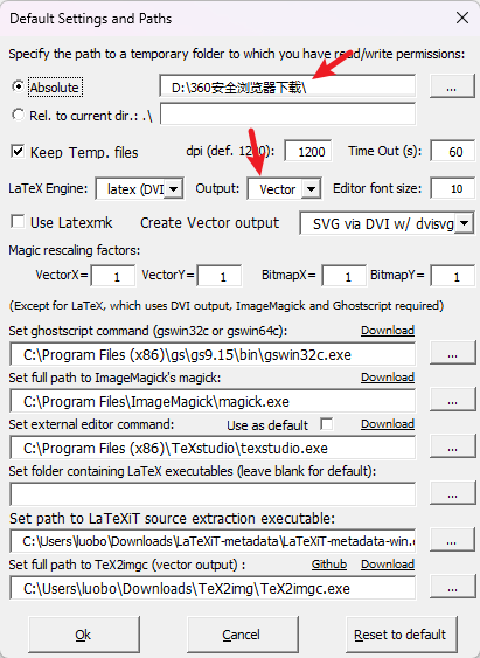 Default Settings and Paths
Specify the path to a temporary folder to which you have read/write permissions:
Absolute D:\360安全浏览器下载\ ...
Rel. to current dir.: .\
Keep Temp. files dpi (def. 1200): 1200 Time Out (s): 60
LaTeX Engine: latex (DVI Output: Vector Editor font size: 10
Use Latexmk Create Vector output SVG via DVI w/ dvisvg
Magic rescaling factors:
VectorX= 1 VectorY= 1 BitmapX= 1 BitmapY= 1
(Except for LaTeX, which uses DVI output, ImageMagick and Ghostscript required)
Set ghostscript command (gswin32c or gswin64c): Download
C:\Program Files (x86)\gs\gs9.15\bin\gswin32c.exe ...
Set full path to ImageMagick's magick: Download
C:\Program Files\ImageMagick\magick.exe ...
Set external editor command: Use as default Download
C:\Program Files (x86)\TeXstudio\texstudio.exe ...
Set folder containing LaTeX executables (leave blank for default):
...
Set path to LaTeXiT source extraction executable:
C:\Users\luobo\Downloads\LaTeXiT-metadata\LaTeXiT-metadata-win.e ...
Set full path to TeX2imgc (vector output) : Github Download
C:\Users\luobo\Downloads\TeX2img\TeX2imgc.exe ...
Ok Cancel Reset to default